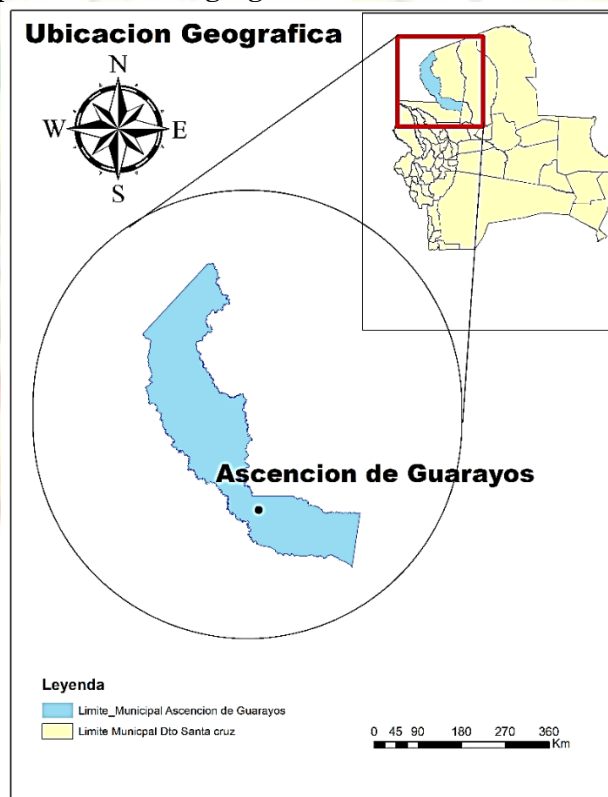 Ubicacion Geografica
N
W E
S
Ascencion de Guarayos
Leyenda
Limite_Municipal Ascencion de Guarayos
Limite Municpal Dto Santa cruz
0 45 90 180 270 360
Km